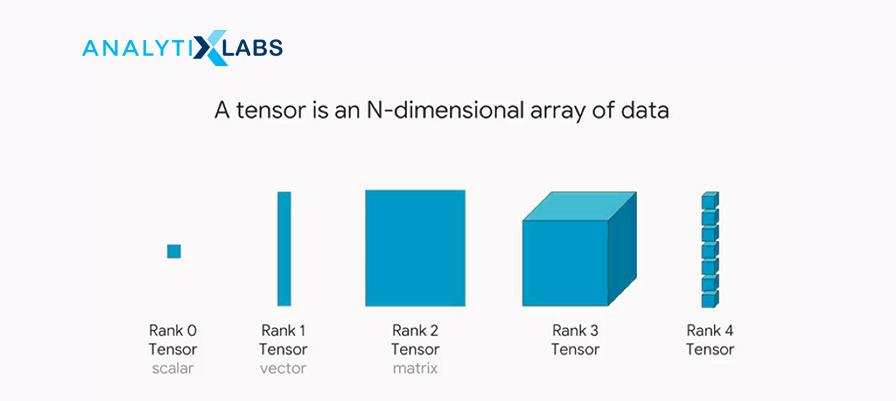 ANALYTIXLABS
A tensor is an N-dimensional array of data
Rank 0
Tensor
scalar
Rank 1
Tensor
vector
Rank 2
Tensor
matrix
Rank 3
Tensor
Rank 4
Tensor